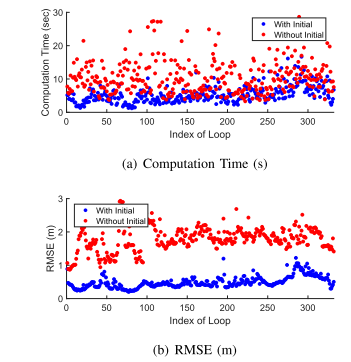 Computation Time (sec)
30
20
10
0
With Initial
Without Initial
0 50 100 150 200 250 300
Index of Loop
(a) Computation Time (s)
RMSE (m)
3
2
1
0
With Initial
Without Initial
0 50 100 150 200 250 300
Index of Loop
(b) RMSE (m)